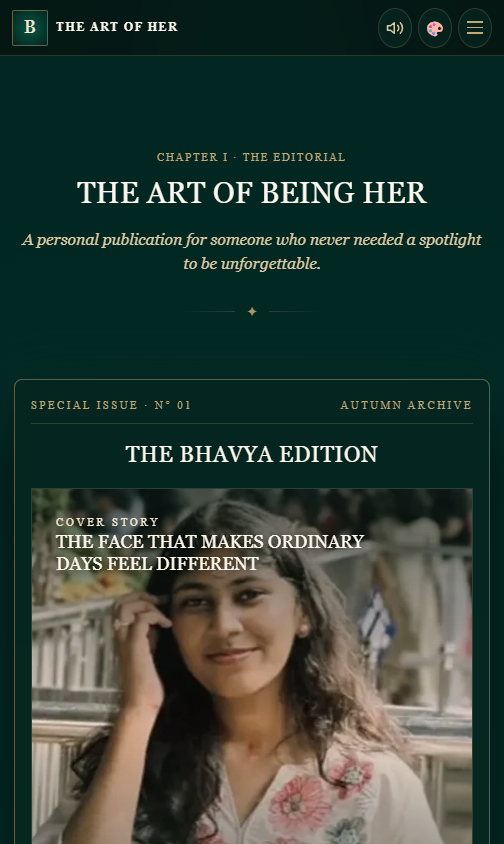 B THE ART OF HER
CHAPTER I · THE EDITORIAL
THE ART OF BEING HER
A personal publication for someone who never needed a spotlight
to be unforgettable.
SPECIAL ISSUE · N° 01 AUTUMN ARCHIVE
THE BHAVYA EDITION
COVER STORY
THE FACE THAT MAKES ORDINARY
DAYS FEEL DIFFERENT